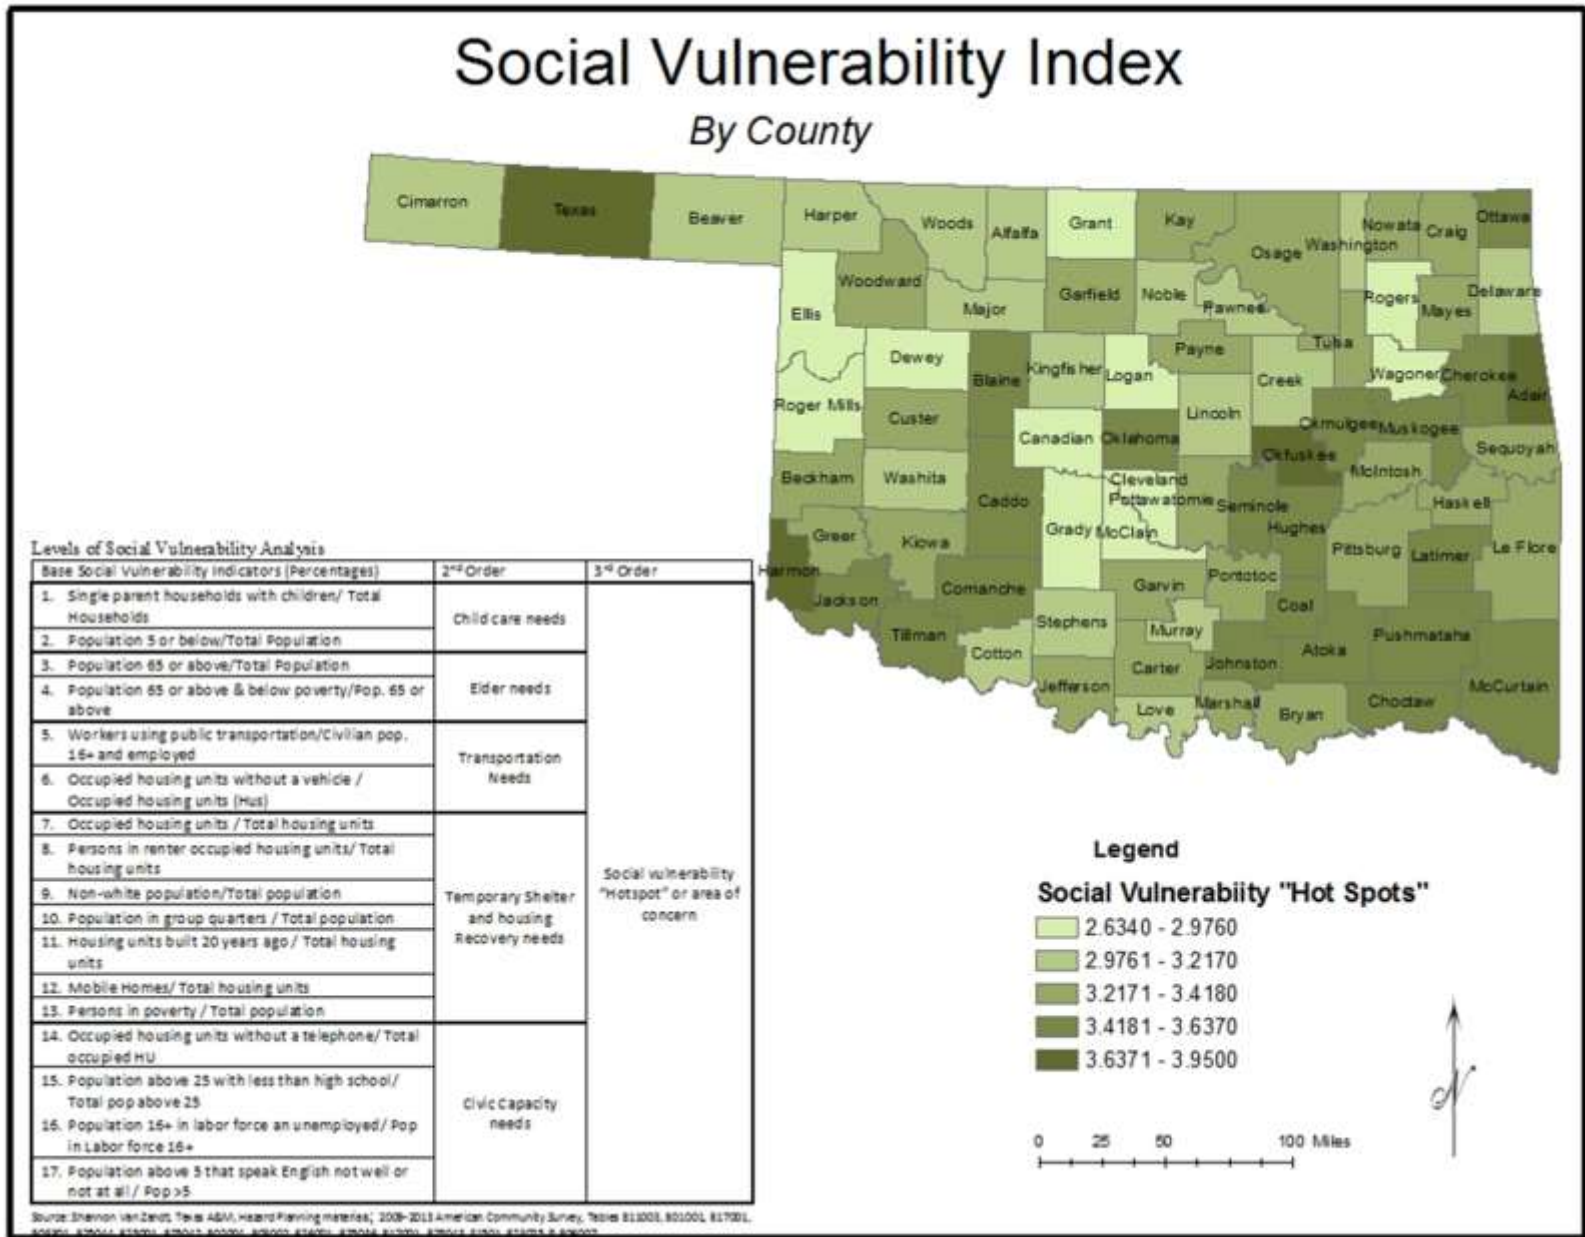 Social Vulnerability Index
By County
Cimarron
Texas
Beaver
Harper
Woods
Alfalfa
Grant
Kay
Osage
Washington
Nowata
Craig
Ottawa
Woodward
Ellis
Major
Garfield
Noble
Pawnee
Rogers
Mayes
Delaware
Dewey
Blaine
Kingfisher
Logan
Payne
Tulsa
Creek
Wagoner
Cherokee
Adair
Roger Mills
Custer
Canadian
Oklahoma
Lincoln
Okmulgee
Muskogee
Sequoyah
Okfuskee
McIntosh
Beckham
Washita
Caddo
Cleveland
Pottawatomie
Seminole
Haskell
Grady
McClain
Hughes
Greer
Kiowa
Pittsburg
Latimer
Le Flore
Harmon
Jackson
Comanche
Garvin
Pontotoc
Coal
Tillman
Stephens
Murray
Atoka
Pushmataha
Cotton
Carter
Johnston
McCurtain
Jefferson
Love
Marshall
Bryan
Choctaw
Levels of Social Vulnerability Analysis
Base Social Vulnerability Indicators (Percentages) 2nd Order 3rd Order
1. Single parent households with children/ Total
Households
2. Population 5 or below/Total Population
Child care needs
3. Population 65 or above/Total Population
4. Population 65 or above & below poverty/Pop. 65 or
above
Elder needs
5. Workers using public transportation/Civilian pop.
16+ and employed
6. Occupied housing units without a vehicle /
Occupied housing units (Hus)
Transportation
Needs
7. Occupied housing units / Total housing units
8. Persons in renter occupied housing units/ Total
housing units
9. Non-white population/Total population
10. Population in group quarters / Total population
11. Housing units built 20 years ago / Total housing
units
12. Mobile Homes/ Total housing units
13. Persons in poverty / Total population
Temporary Shelter
and housing
Recovery needs
14. Occupied housing units without a telephone/ Total
occupied HU
15. Population above 25 with less than high school/
Total pop above 25
16. Population 16+ in labor force an unemployed/ Pop
in Labor force 16+
17. Population above 5 that speak English not well or
not at all / Pop >5
Civic Capacity
needs
Social vulnerability
"Hotspot" or area of
concern
Source: Shannon Van Zandt, Texas A&M, Hazard Planning materials; 2009-2013 American Community Survey, Tables
Legend
Social Vulnerabiity "Hot Spots"
2.6340 - 2.9760
2.9761 - 3.2170
3.2171 - 3.4180
3.4181 - 3.6370
3.6371 - 3.9500
0 25 50 100 Miles
N